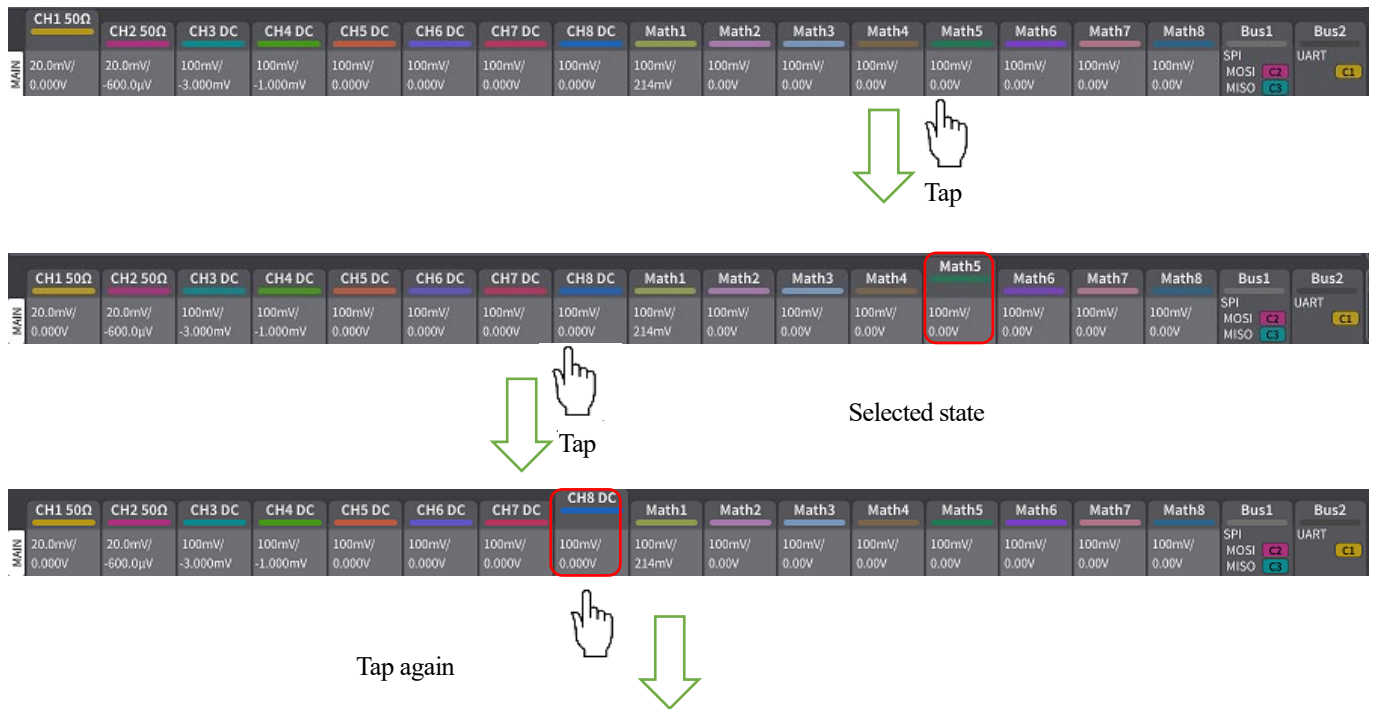 CH1 50Ω CH2 50Ω CH3 DC CH4 DC CH5 DC CH6 DC CH7 DC CH8 DC Math1 Math2 Math3 Math4 Math5 Math6 Math7 Math8 Bus1 Bus2
MAIN
20.0mV/ 20.0mV/ 100mV/ 100mV/ 100mV/ 100mV/ 100mV/ 100mV/ 100mV/ 100mV/ 100mV/ 100mV/ 100mV/ 100mV/ 100mV/ 100mV/ SPI UART
MOSI C2 C1
0.000V -600.0µV -3.000mV -1.000mV 0.000V 0.000V 0.000V 0.000V 214mV 0.00V 0.00V 0.00V 0.00V 0.00V 0.00V 0.00V MISO C3
Tap
CH1 50Ω CH2 50Ω CH3 DC CH4 DC CH5 DC CH6 DC CH7 DC CH8 DC Math1 Math2 Math3 Math4 Math5 Math6 Math7 Math8 Bus1 Bus2
MAIN
20.0mV/ 20.0mV/ 100mV/ 100mV/ 100mV/ 100mV/ 100mV/ 100mV/ 100mV/ 100mV/ 100mV/ 100mV/ 100mV/ 100mV/ 100mV/ 100mV/ SPI UART
MOSI C2 C1
0.000V -600.0µV -3.000mV -1.000mV 0.000V 0.000V 0.000V 0.000V 214mV 0.00V 0.00V 0.00V 0.00V 0.00V 0.00V 0.00V MISO C3
Selected state
Tap
CH1 50Ω CH2 50Ω CH3 DC CH4 DC CH5 DC CH6 DC CH7 DC CH8 DC Math1 Math2 Math3 Math4 Math5 Math6 Math7 Math8 Bus1 Bus2
MAIN
20.0mV/ 20.0mV/ 100mV/ 100mV/ 100mV/ 100mV/ 100mV/ 100mV/ 100mV/ 100mV/ 100mV/ 100mV/ 100mV/ 100mV/ 100mV/ 100mV/ SPI UART
MOSI C2 C1
0.000V -600.0µV -3.000mV -1.000mV 0.000V 0.000V 0.000V 0.000V 214mV 0.00V 0.00V 0.00V 0.00V 0.00V 0.00V 0.00V MISO C3
Tap again